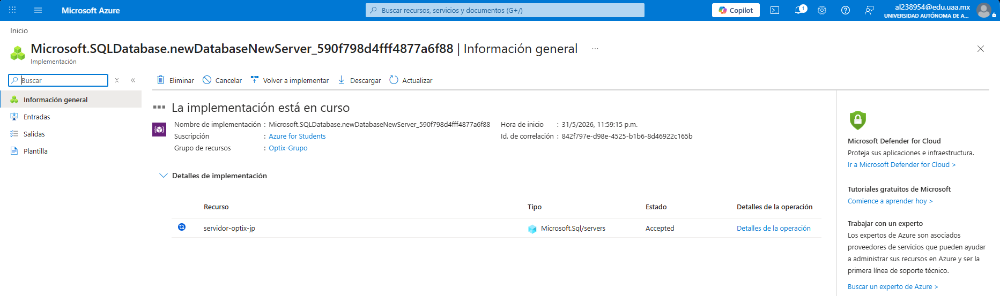 Microsoft Azure
Buscar recursos, servicios y documentos (G+/)
Copilot
1
al238954@edu.uaa.mx
UNIVERSIDAD AUTÓNOMA DE A...
Inicio
Microsoft.SQLDatabase.newDatabaseNewServer_590f798d4fff4877a6f88 | Información general ...
Implementación
Buscar
Eliminar
Cancelar
Volver a implementar
Descargar
Actualizar
Información general
Entradas
Salidas
Plantilla
La implementación está en curso
Nombre de implementación : Microsoft.SQLDatabase.newDatabaseNewServer_590f798d4fff4877a6f88
Suscripción : Azure for Students
Grupo de recursos : Optix-Grupo
Hora de inicio : 31/5/2026, 11:59:15 p.m.
Id. de correlación : 842f797e-d98e-4525-b1b6-8d46922c165b
Detalles de implementación
Recurso Tipo Estado Detalles de la operación
servidor-optix-jp Microsoft.Sql/servers Accepted Detalles de la operación
Microsoft Defender for Cloud
Proteja sus aplicaciones e infraestructura.
Ir a Microsoft Defender for Cloud >
Tutoriales gratuitos de Microsoft
Comience a aprender hoy >
Trabajar con un experto
Los expertos de Azure son asociados
proveedores de servicios que pueden ayudar
a administrar sus recursos en Azure y ser la
primera línea de soporte técnico.
Buscar un experto de Azure >